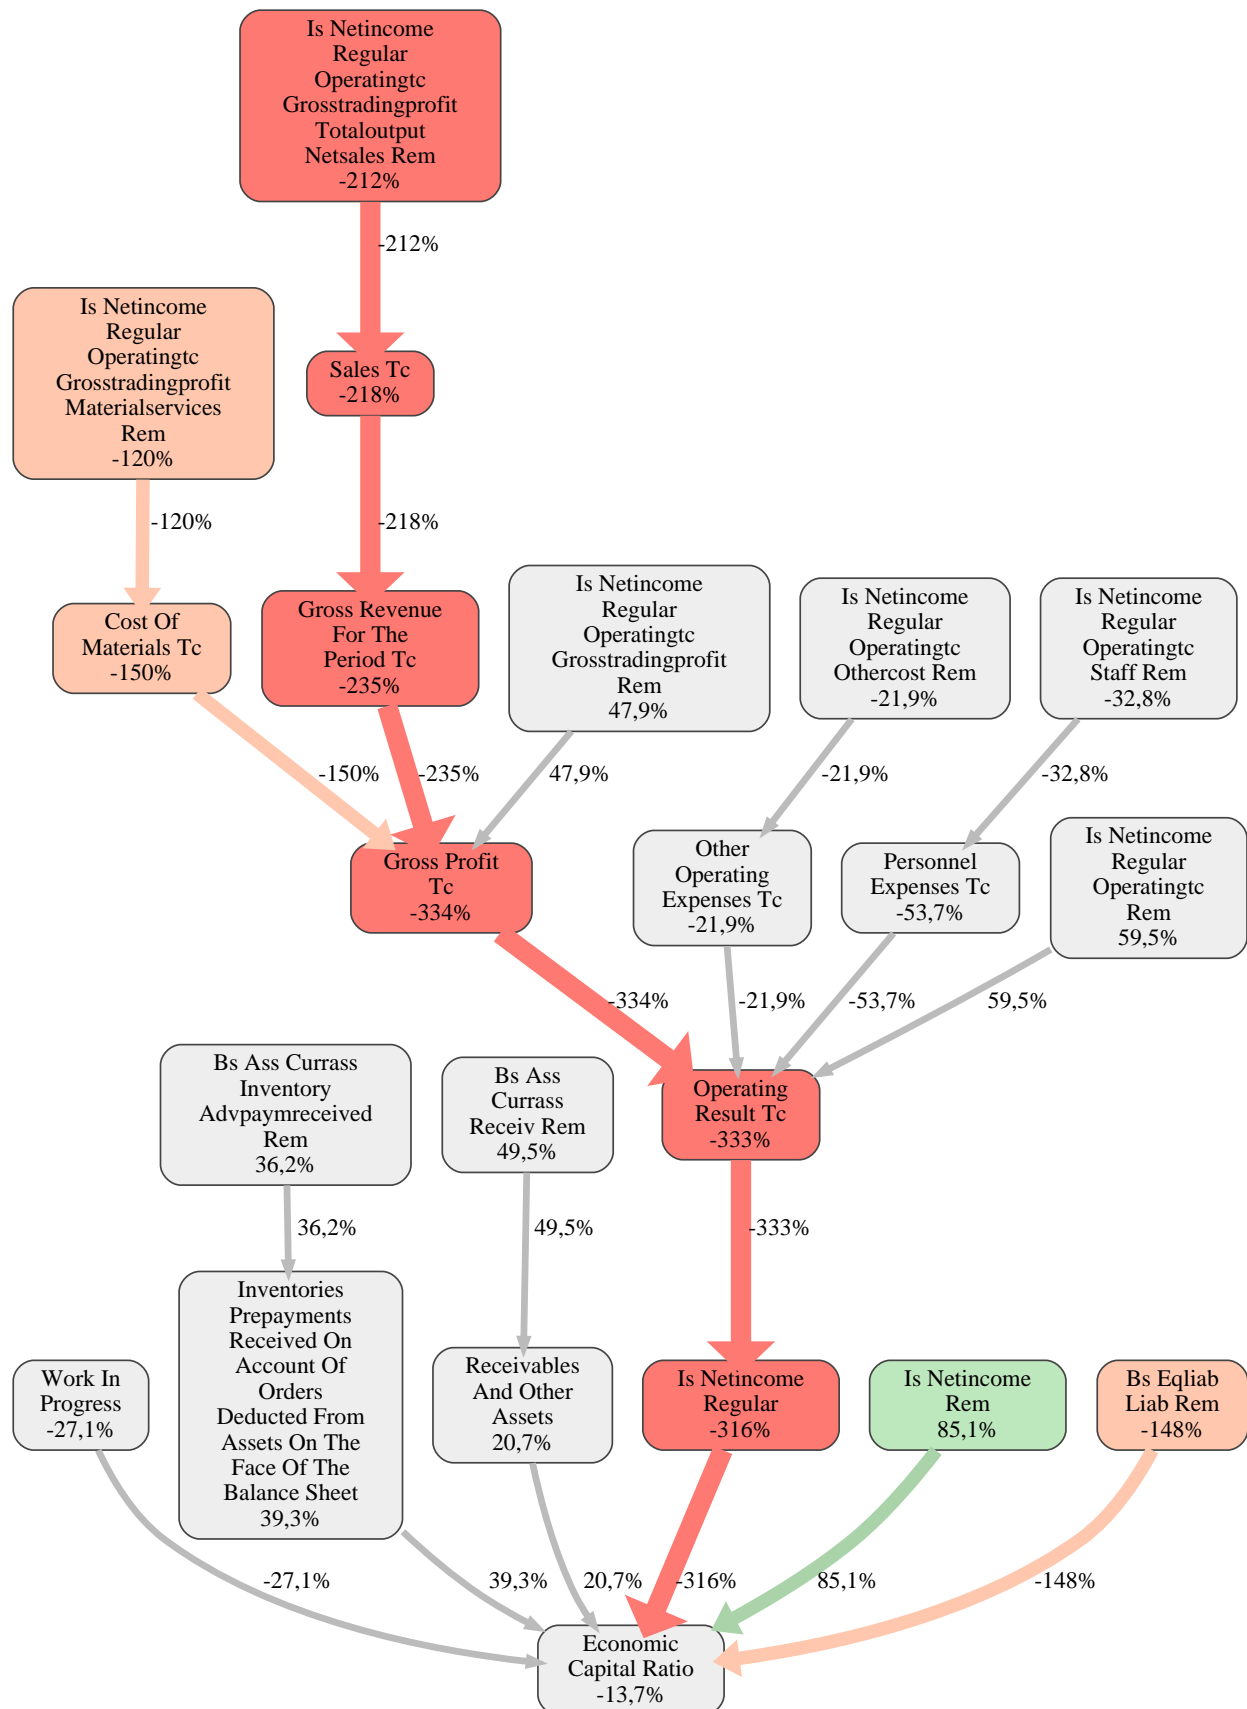 Is Netincome
Regular
Operatingtc
Grosstradingprofit
Totaloutput
Netsales Rem
-212%
-212%
Is Netincome
Regular
Operatingtc
Grosstradingprofit
Materialservices
Rem
-120%
Sales Tc
-218%
-120%
-218%
Cost Of
Materials Tc
-150%
Gross Revenue
For The
Period Tc
-235%
Is Netincome
Regular
Operatingtc
Grosstradingprofit
Rem
47,9%
Is Netincome
Regular
Operatingtc
Othercost Rem
-21,9%
Is Netincome
Regular
Operatingtc
Staff Rem
-32,8%
-150%
-235%
47,9%
-21,9%
-32,8%
Gross Profit
Tc
-334%
Other
Operating
Expenses Tc
-21,9%
Personnel
Expenses Tc
-53,7%
Is Netincome
Regular
Operatingtc
Rem
59,5%
-334%
-21,9%
-53,7%
59,5%
Bs Ass Currass
Inventory
Advpaymreceived
Rem
36,2%
Bs Ass
Currass
Receiv Rem
49,5%
Operating
Result Tc
-333%
36,2%
49,5%
-333%
Work In
Progress
-27,1%
Inventories
Prepayments
Received On
Account Of
Orders
Deducted From
Assets On The
Face Of The
Balance Sheet
39,3%
Receivables
And Other
Assets
20,7%
Is Netincome
Regular
-316%
Is Netincome
Rem
85,1%
Bs Eqliab
Liab Rem
-148%
-27,1%
39,3%
20,7%
-316%
85,1%
-148%
Economic
Capital Ratio
-13,7%